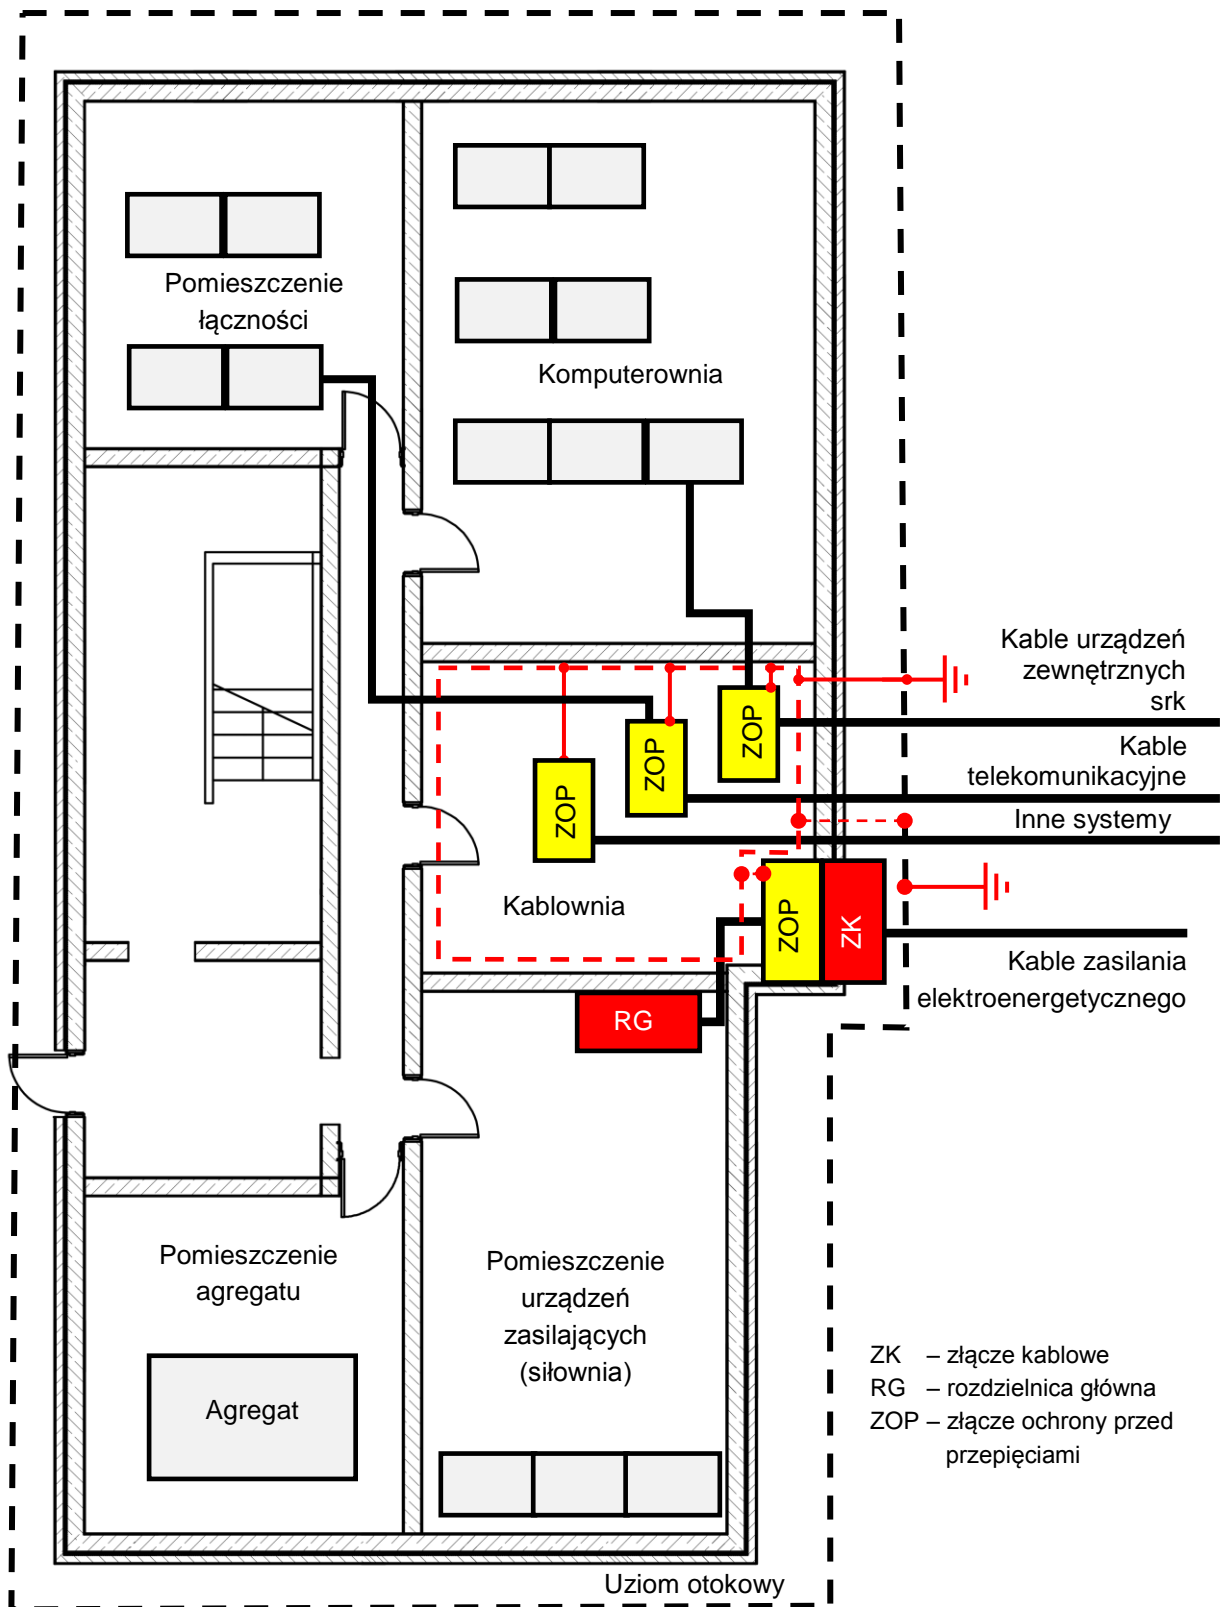 Pomieszczenie
łączności
Komputerownia
Kable urządzeń
zewnętrznych
srk
Kable
telekomunikacyjne
Inne systemy
ZOP
ZOP
ZOP
ZOP
ZK
Kablownia
Kable zasilania
elektroenergetycznego
RG
Pomieszczenie
agregatu
Agregat
Pomieszczenie
urządzeń
zasilających
(siłownia)
ZK – złącze kablowe
RG – rozdzielnica główna
ZOP – złącze ochrony przed
przepięciami
Uziom otokowy